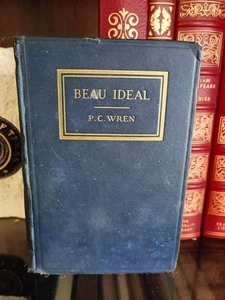 BEAU IDEAL
P. C. WREN